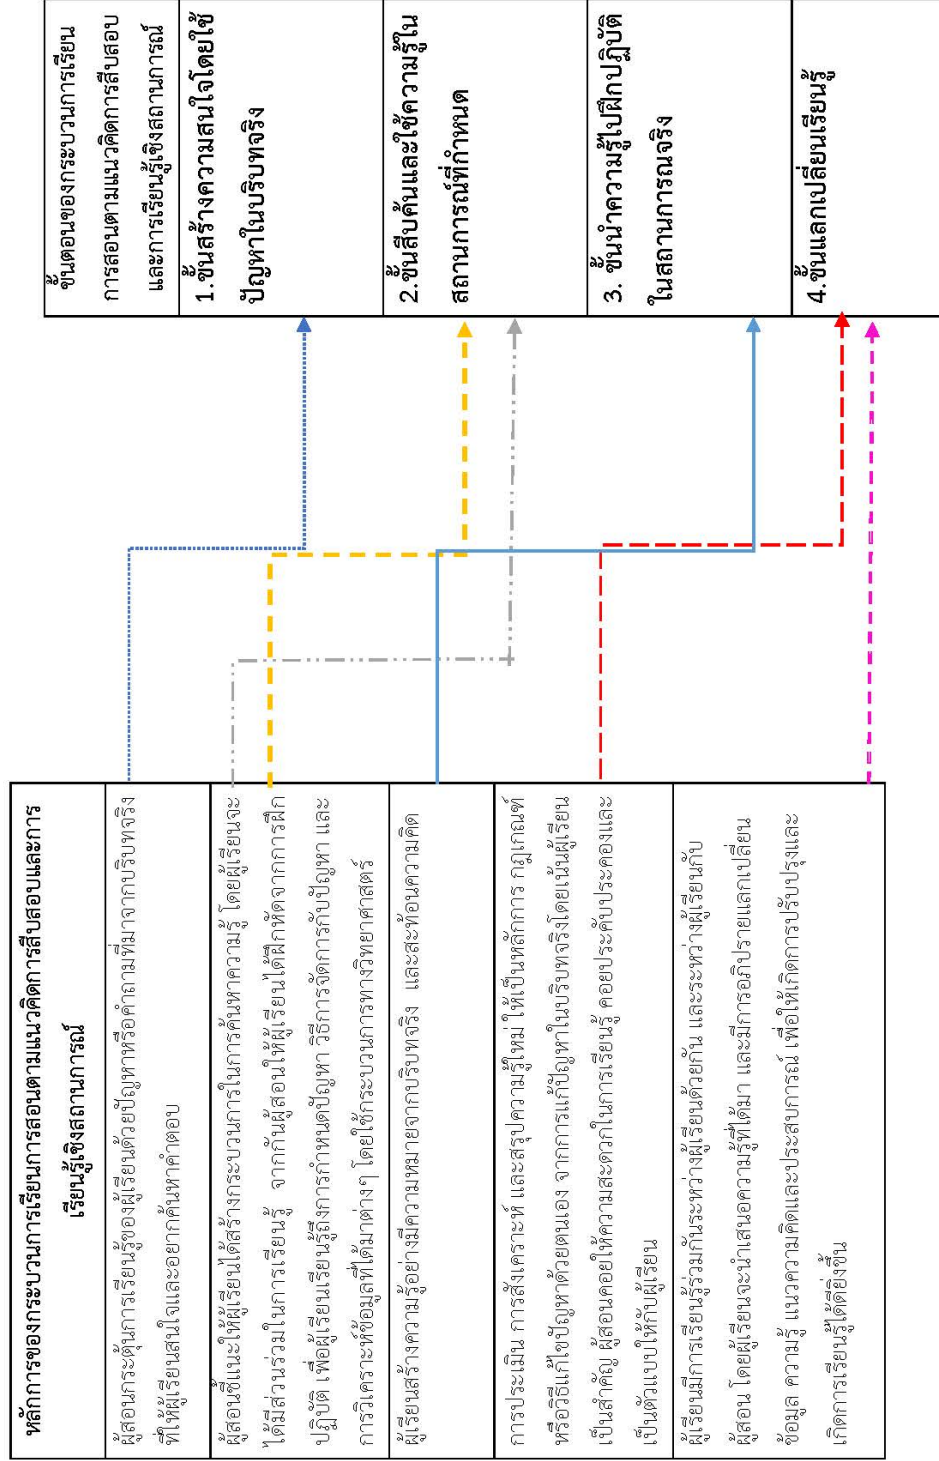 หลักการของกระบวนการเรียนการสอนตามแนวคิดการสืบสอบและการ
เรียนรู้เชิงสถานการณ์
ผู้สอนกระตุ้นการเรียนรู้ของผู้เรียนด้วยปัญหาหรือคำถามที่มาจากบริบทจริง
ที่ให้ผู้เรียนสนใจและอยากค้นหาคำตอบ
ผู้สอนชี้แนะให้ผู้เรียนได้สร้างกระบวนการในการค้นหาความรู้ โดยผู้เรียนจะ
ได้มีส่วนร่วมในการเรียนรู้ จากกันผู้สอนให้ผู้เรียนได้ฝึกหัดจากการฝึก
ปฏิบัติ เพื่อผู้เรียนเรียนรู้ถึงการกำหนดปัญหา วิธีการจัดการกับปัญหา และ
การวิเคราะห์ข้อมูลที่ได้มาต่างๆ โดยใช้กระบวนการทางวิทยาศาสตร์
ผู้เรียนสร้างความรู้อย่างมีความหมายจากบริบทจริง และสะท้อนความคิด
การประเมิน การสังเคราะห์ และสรุปความรู้ใหม่ ให้เป็นหลักการ กฎเกณฑ์
หรือวิธีแก้ไขปัญหาด้วยตนเอง จากการแก้ปัญหาในบริบทจริงโดยเน้นผู้เรียน
เป็นสำคัญ ผู้สอนคอยให้ความสะดวกในการเรียนรู้ คอยประคับประคองและ
เป็นตัวแบบให้กับผู้เรียน
ผู้เรียนมีการเรียนรู้ร่วมกันระหว่างผู้เรียนด้วยกัน และระหว่างผู้เรียนกับ
ผู้สอน โดยผู้เรียนจะนำเสนอความรู้ที่ได้มา และมีการอภิปรายแลกเปลี่ยน
ข้อมูล ความรู้ แนวความคิดและประสบการณ์ เพื่อให้เกิดการปรับปรุงและ
เกิดการเรียนรู้ได้ดียิ่งขึ้น
ขั้นตอนของกระบวนการเรียน
การสอนตามแนวคิดการสืบสอบ
และการเรียนรู้เชิงสถานการณ์
1.ขั้นสร้างความสนใจโดยใช้
ปัญหาในบริบทจริง
2.ขั้นสืบค้นและใช้ความรู้ใน
สถานการณ์ที่กำหนด
3. ขั้นนำความรู้ไปฝึกปฏิบัติ
ในสถานการณจริง
4.ขั้นแลกเปลี่ยนเรียนรู้